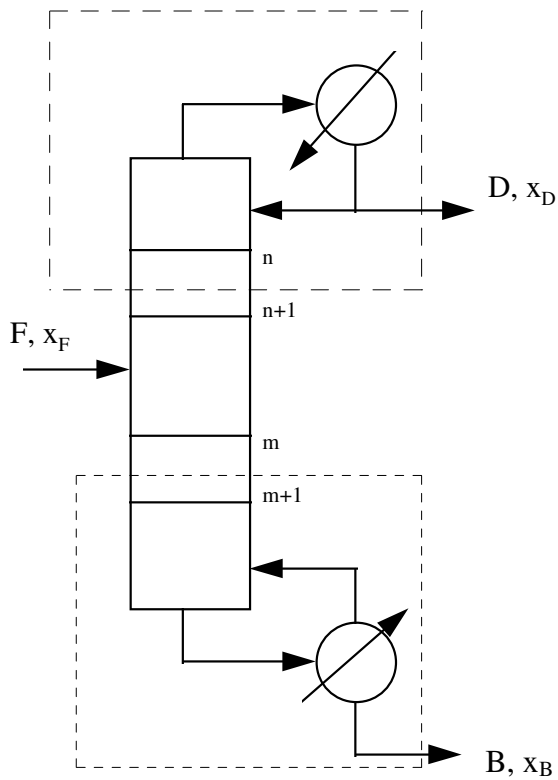 D, x_D
n
n+1
F, x_F
m
m+1
B, x_B